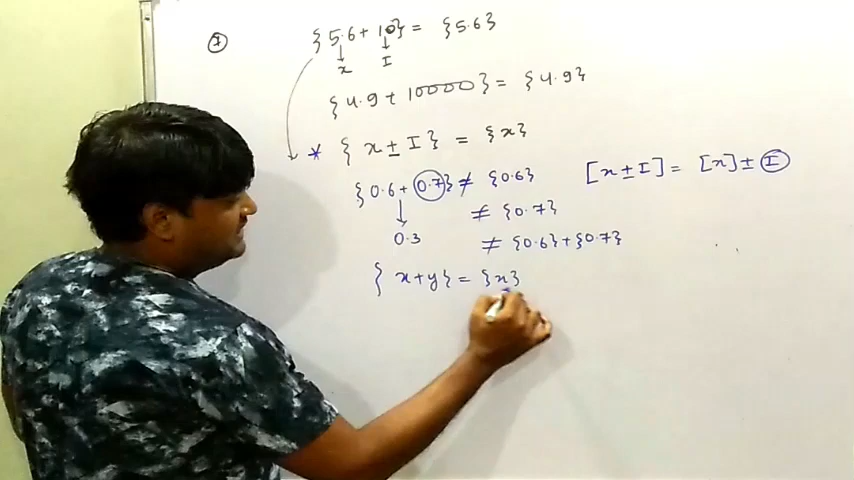 7 {5.6 + 10} = {5.6}
x I
{4.9 + 10000} = {4.9}
* { x ± I } = {x}
{0.6 + 0.7} ≠ {0.6} [x ± I] = [x] ± I
≠ {0.7}
0.3 ≠ {0.6} + {0.7}
{ x + y } = {x}